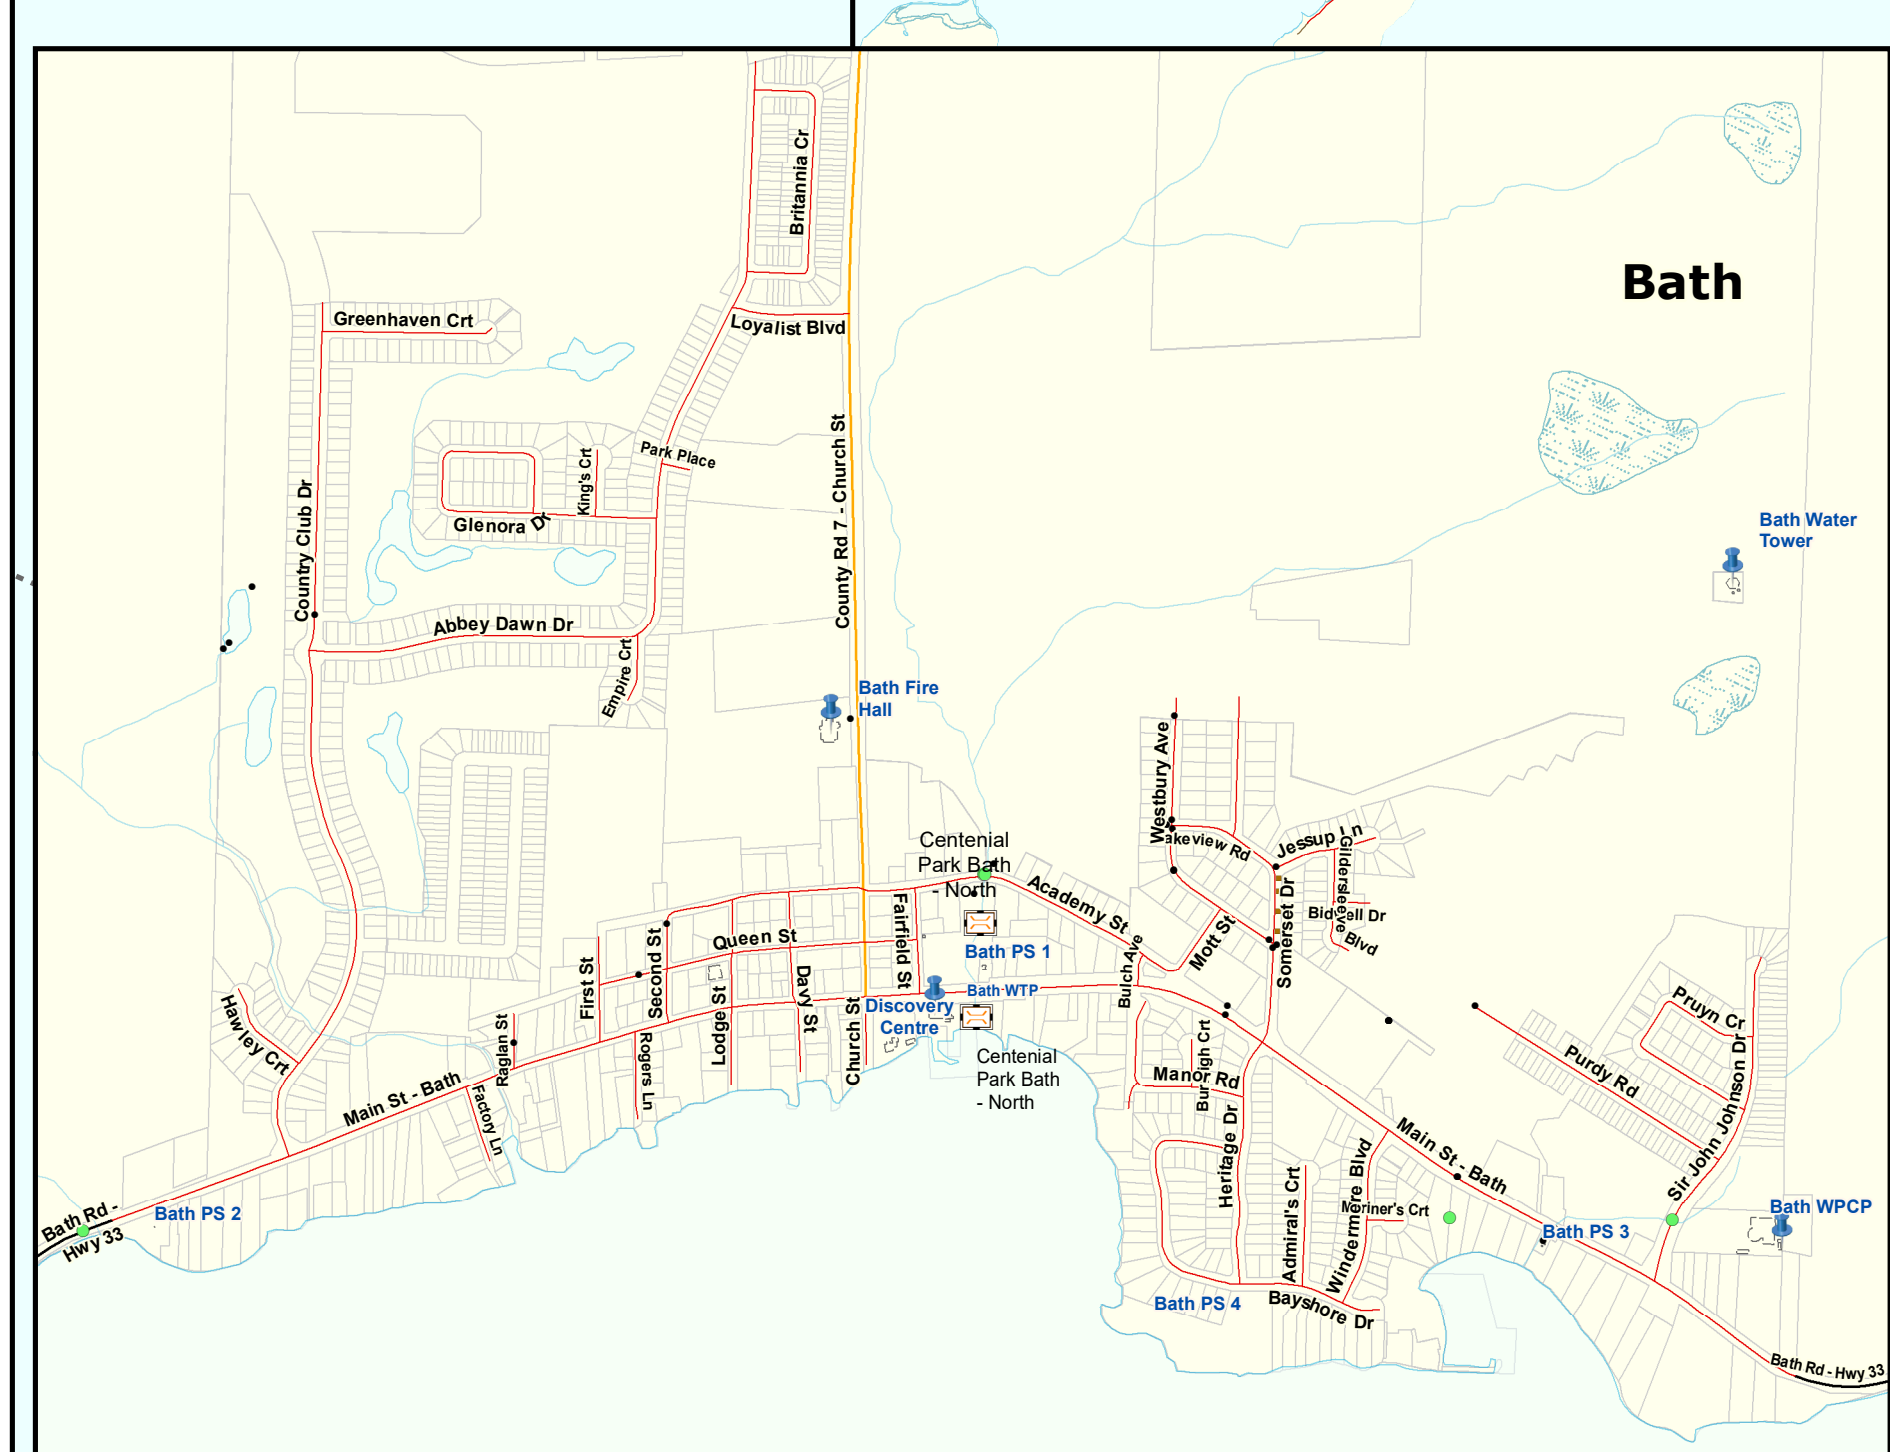 Britannia Cr
Bath
Greenhaven Crt
Loyalist Blvd
Park Place
King's Crt
County Rd 7 - Church St
Country Club Dr
Glenora Dr
Bath Water
Tower
Abbey Dawn Dr
Empire Crt
Bath Fire
Hall
Westbury Ave
Centenial
Park Bath
- North
akeview Rd
Jessup Ln
Gildersleeve
Blvd
Academy St
Fairfield St
Bidwell Dr
Somerset Dr
Mott St
Queen St
Second St
First St
Bath PS 1
Bulch Ave
Davy St
Lodge St
Bath WTP
Discovery
Centre
Church St
Hawley Crt
Raglan St
Rogers Ln
Centenial
Park Bath
- North
Pruyn Cr
Purdy Rd
Sir John Johnson Dr
Burleigh Crt
Manor Rd
Main St - Bath
Factory Ln
Heritage Dr
Main St - Bath
Admiral's Crt
Windermere Blvd
Mariner's Crt
Bath Rd -
Hwy 33
Bath PS 2
Bath PS 3
Bath WPCP
Bath PS 4
Bayshore Dr
Bath Rd - Hwy 33